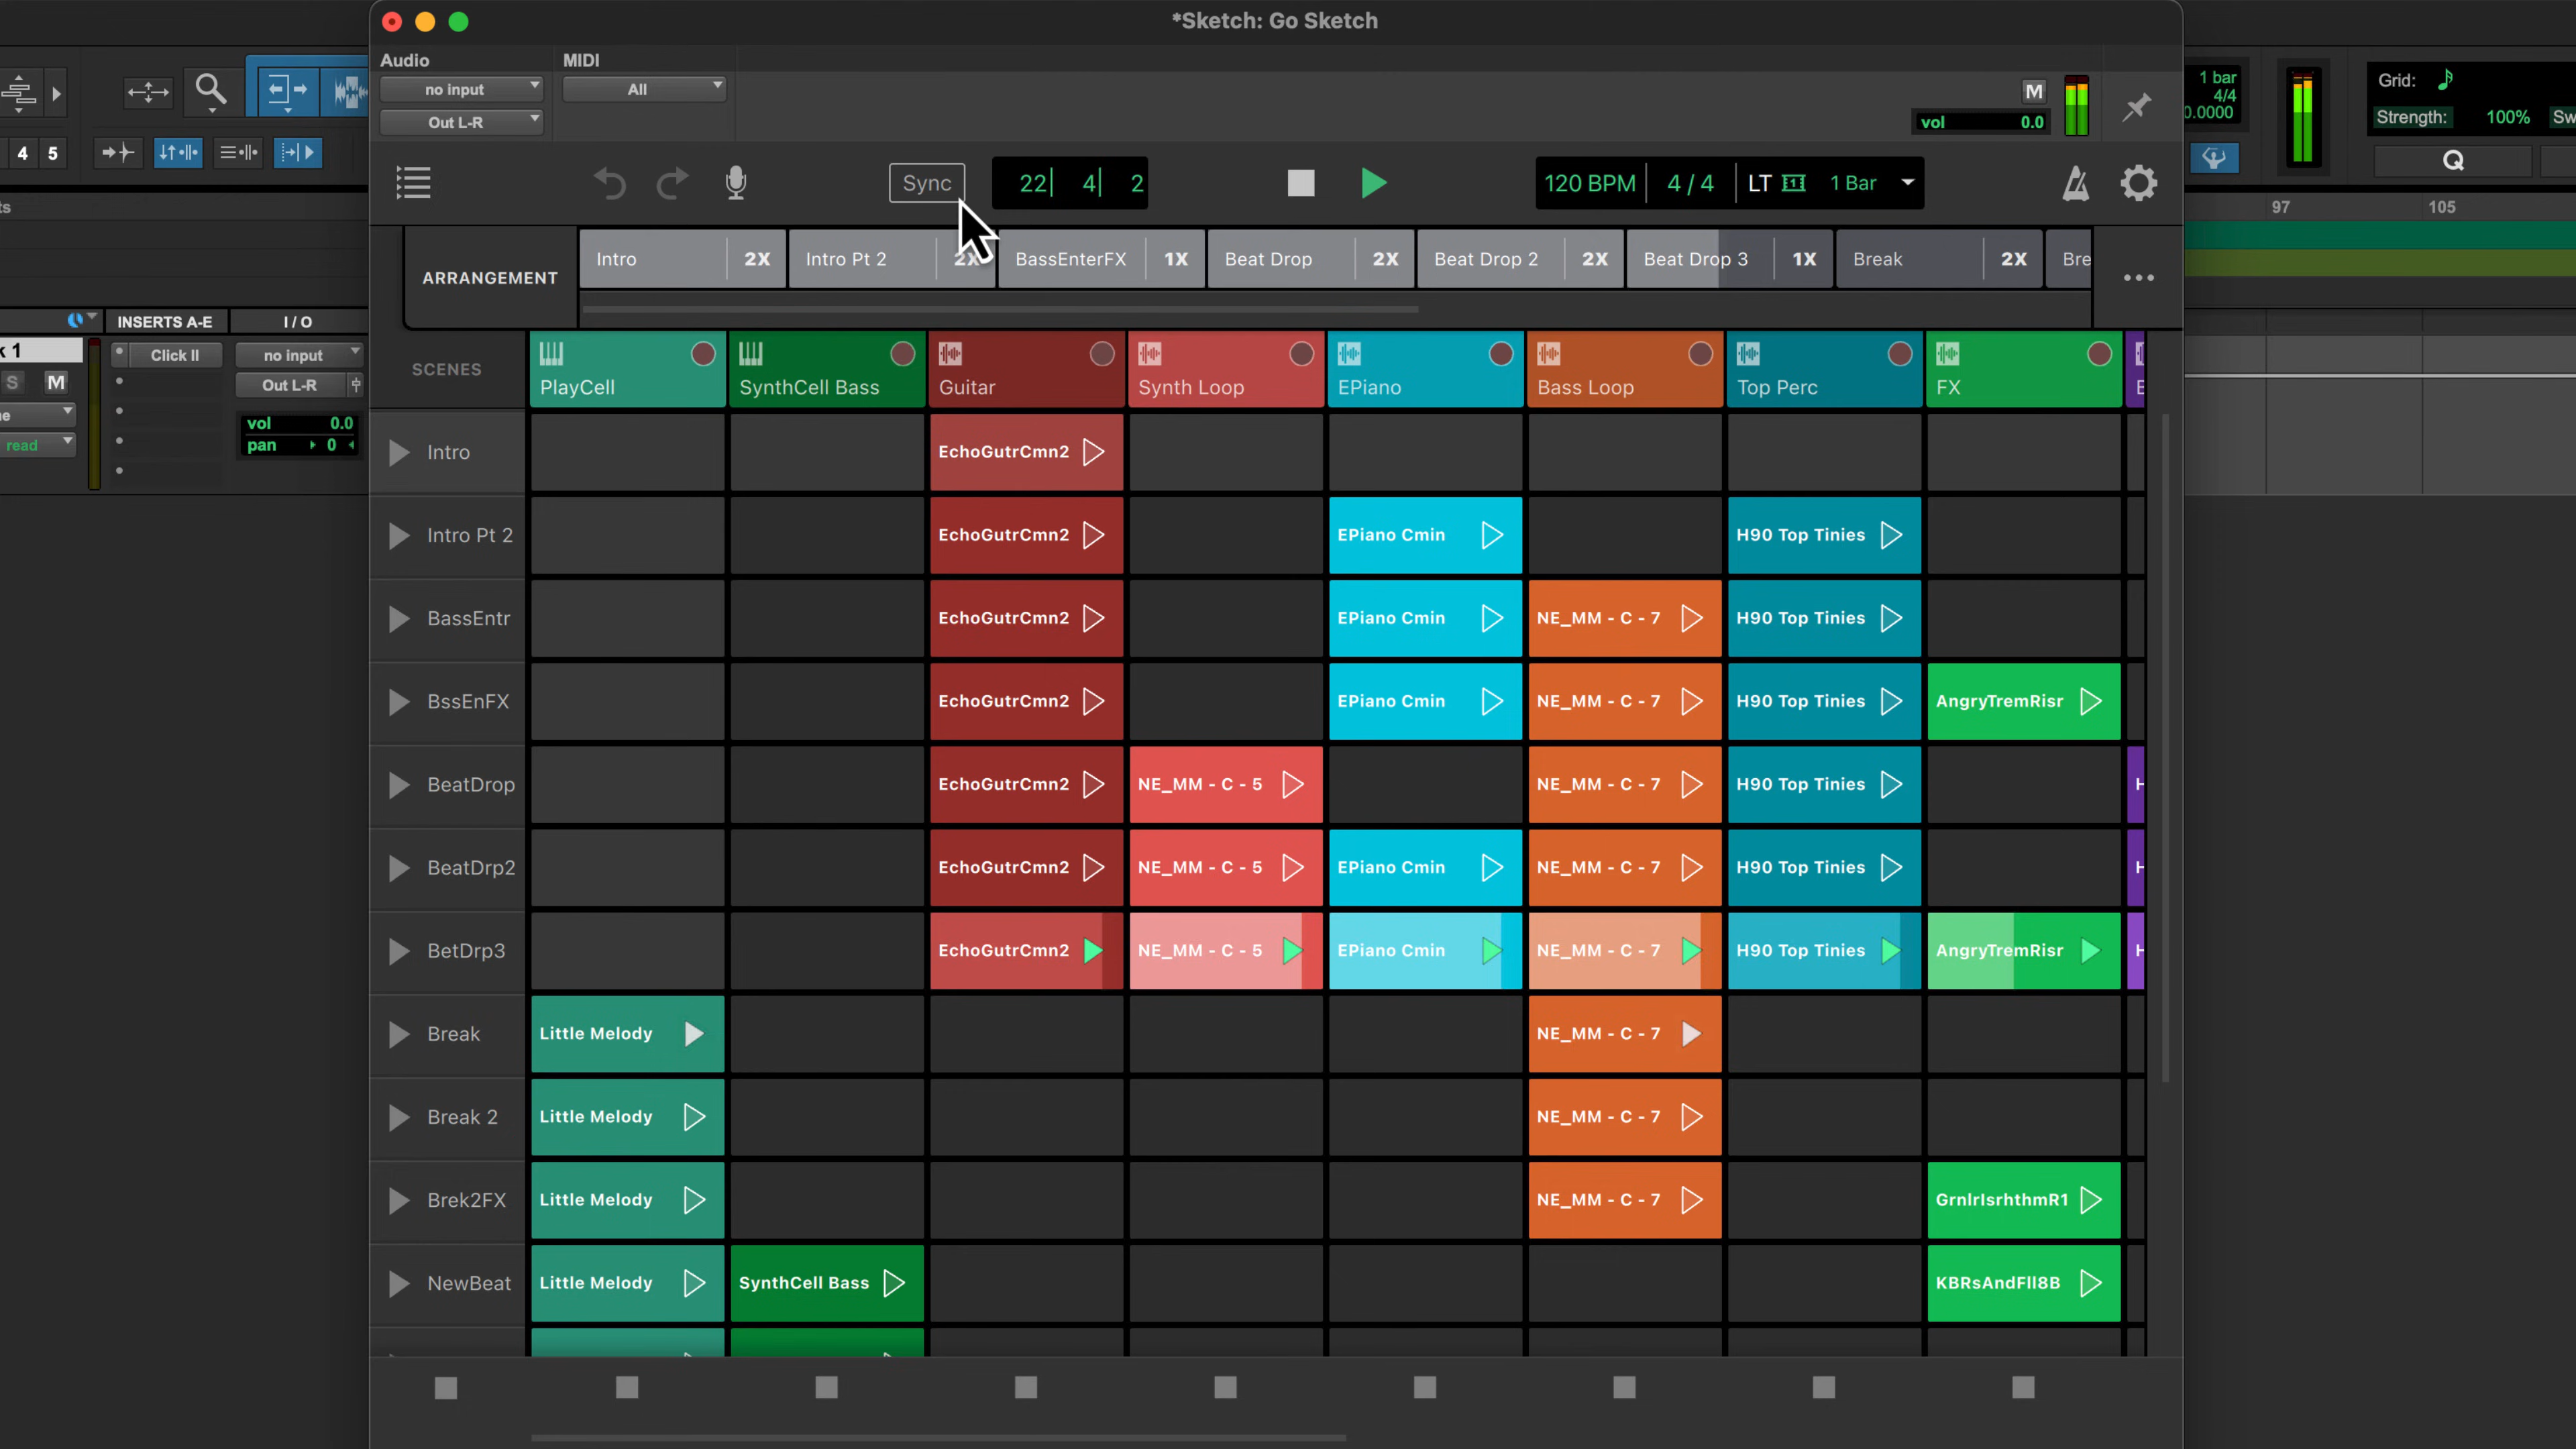 *Sketch: Go Sketch
Audio
MIDI
no input
All
Out L-R
M
vol 0.0
Sync
22| 4| 2
120 BPM
4 / 4
LT
1 Bar
1 bar
4/4
0.0000
Grid:
Strength: 100% Sw
Q
4 5
97 105
ARRANGEMENT
Intro 2X
Intro Pt 2 2X
BassEnterFX 1X
Beat Drop 2X
Beat Drop 2 2X
Beat Drop 3 1X
Break 2X
Bre
INSERTS A-E
I / O
k 1
Click II
no input
S M
Out L-R
vol 0.0
read
pan 0
SCENES
PlayCell
SynthCell Bass
Guitar
Synth Loop
EPiano
Bass Loop
Top Perc
FX
Intro
EchoGutrCmn2
Intro Pt 2
EchoGutrCmn2
EPiano Cmin
H90 Top Tinies
BassEntr
EchoGutrCmn2
EPiano Cmin
NE_MM - C - 7
H90 Top Tinies
BssEnFX
EchoGutrCmn2
EPiano Cmin
NE_MM - C - 7
H90 Top Tinies
AngryTremRisr
BeatDrop
EchoGutrCmn2
NE_MM - C - 5
NE_MM - C - 7
H90 Top Tinies
BeatDrp2
EchoGutrCmn2
NE_MM - C - 5
EPiano Cmin
NE_MM - C - 7
H90 Top Tinies
BetDrp3
EchoGutrCmn2
NE_MM - C - 5
EPiano Cmin
NE_MM - C - 7
H90 Top Tinies
AngryTremRisr
Break
Little Melody
NE_MM - C - 7
Break 2
Little Melody
NE_MM - C - 7
Brek2FX
Little Melody
NE_MM - C - 7
GrnIrIsrhthmR1
NewBeat
Little Melody
SynthCell Bass
KBRsAndFll8B